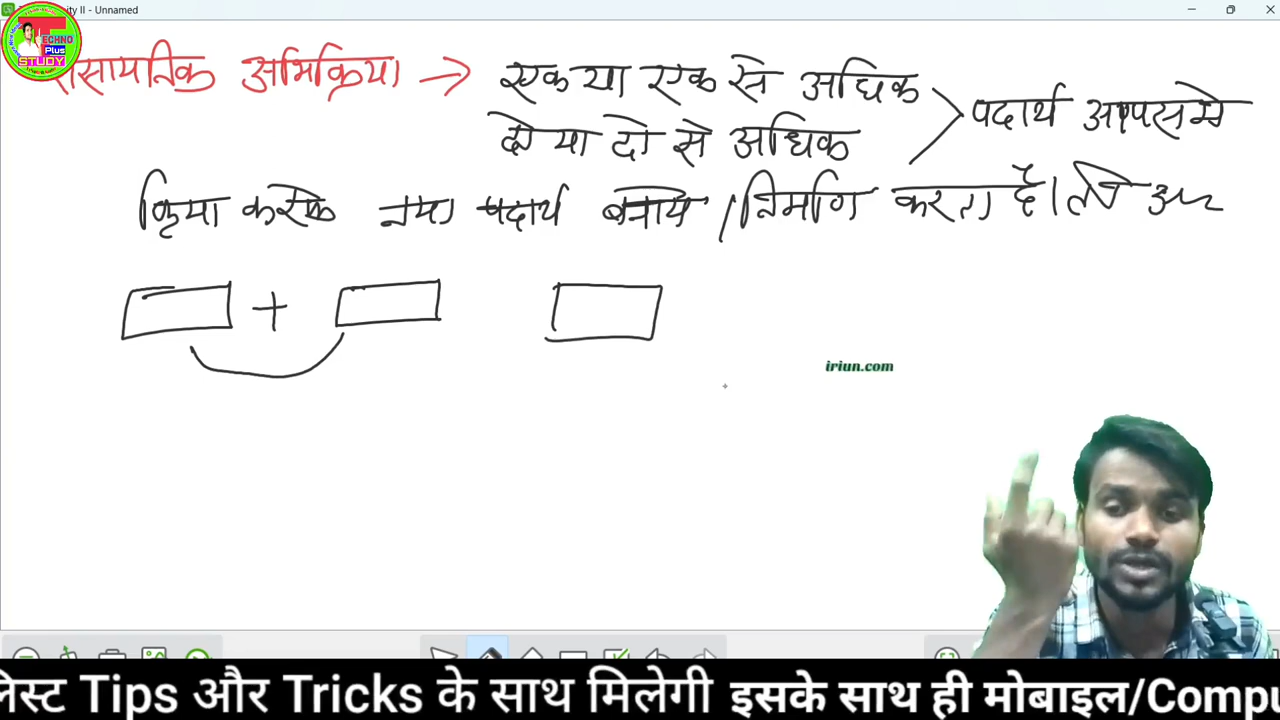 ity II - Unnamed
TECHNO
Plus
STUDY
रासायनिक अभिक्रिया → एक या एक से अधिक
दो या दो से अधिक > पदार्थ आपस मे
क्रिया करके नया पदार्थ बनाये / निर्माण करता है। तो
+
iriun.com
लिस्ट Tips और Tricks के साथ मिलेगी इसके साथ ही मोबाइल/Compu